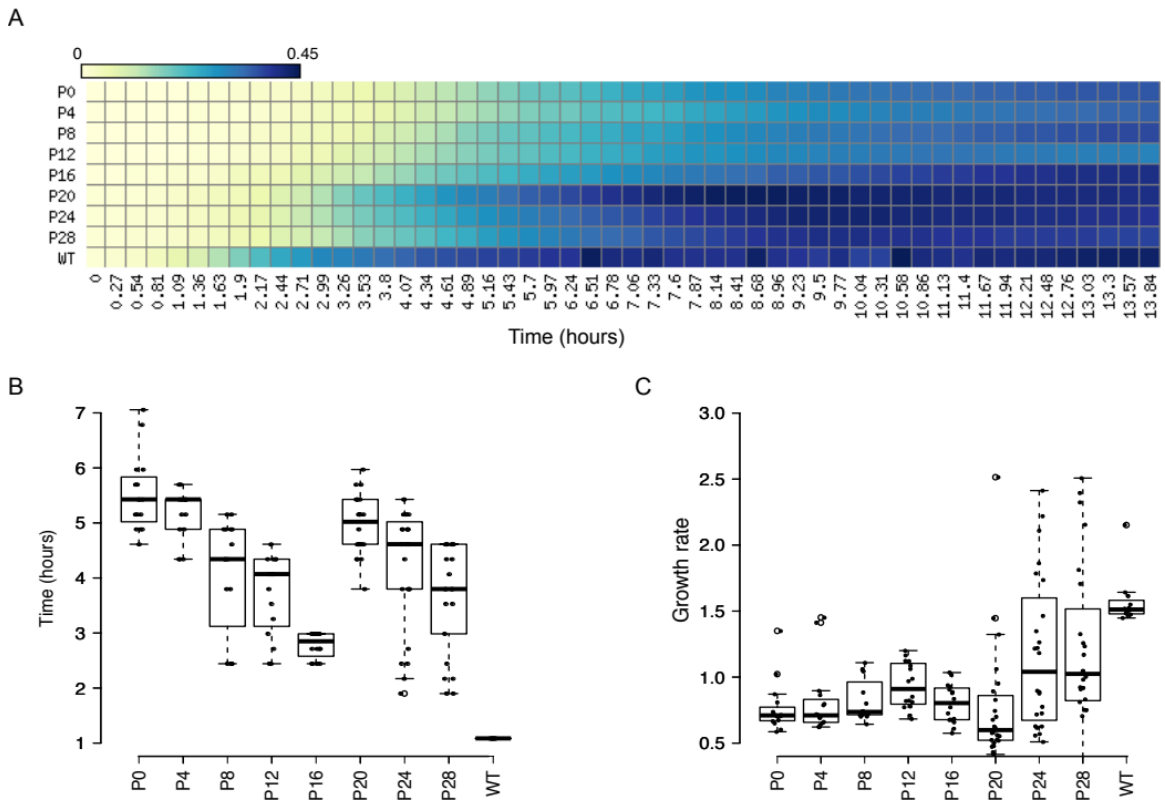 A
0 0.45
P0
P4
P8
P12
P16
P20
P24
P28
WT
0 0.27 0.54 0.81 1.09 1.36 1.63 1.9 2.17 2.44 2.71 2.99 3.26 3.53 3.8 4.07 4.34 4.61 4.89 5.16 5.43 5.7 5.97 6.24 6.51 6.78 7.06 7.33 7.6 7.87 8.14 8.41 8.68 8.96 9.23 9.5 9.77 10.04 10.31 10.58 10.86 11.13 11.4 11.67 11.94 12.21 12.48 12.76 13.03 13.3 13.57 13.84
Time (hours)
B
Time (hours)
7
6
5
4
3
2
1
P0 P4 P8 P12 P16 P20 P24 P28 WT
C
Growth rate
3.0
2.5
2.0
1.5
1.0
0.5
P0 P4 P8 P12 P16 P20 P24 P28 WT